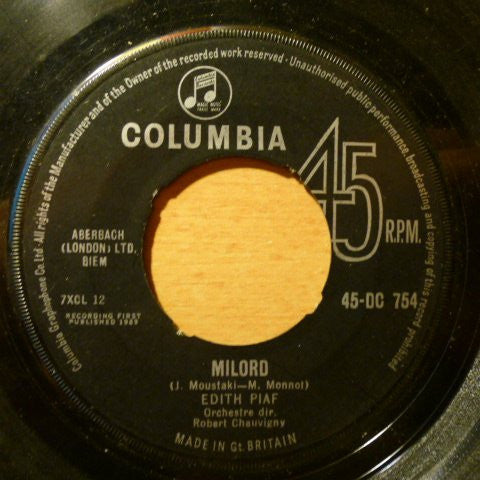 Columbia Graphophone Co. Ltd. All rights of the Manufacturer and of the Owner of the recorded work reserved · Unauthorised public performance, broadcasting and copying of this record prohibited
MAGIC NOTES
TRADE MARK
COLUMBIA
45
R.P.M.
ABERBACH
(LONDON) LTD.
BIEM
7XCL 12
45-DC 754
RECORDING FIRST
PUBLISHED 1959
MILORD
(J. Moustaki—M. Monnot)
EDITH PIAF
Orchestre dir.
Robert Chauvigny
MADE IN Gt. BRITAIN